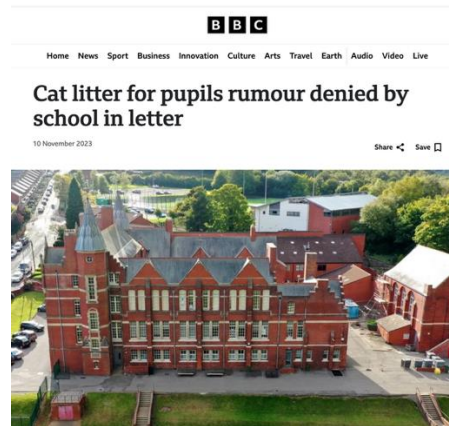 BBC
Home News Sport Business Innovation Culture Arts Travel Earth Audio Video Live
Cat litter for pupils rumour denied by
school in letter
10 November 2023
Share Save